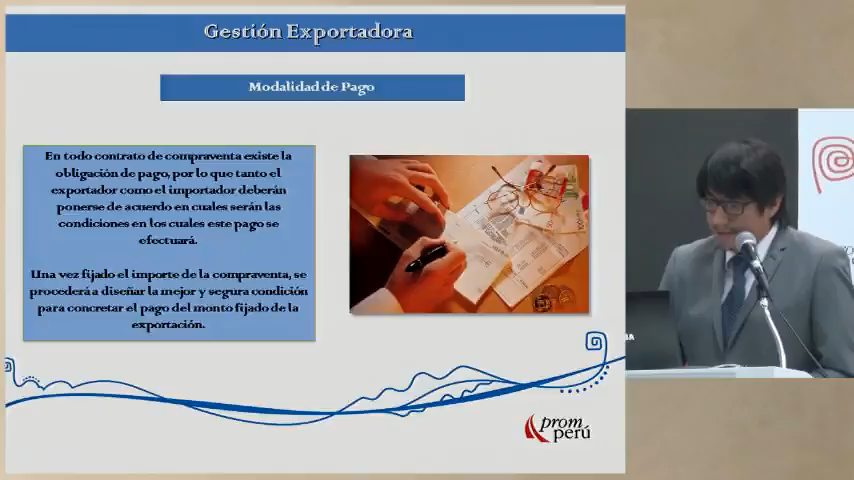 Gestión Exportadora
Modalidad de Pago
En todo contrato de compraventa existe la
obligación de pago, por lo que tanto el
exportador como el importador deberán
ponerse de acuerdo en cuales serán las
condiciones en los cuales este pago se
efectuará.
Una vez fijado el importe de la compraventa, se
procederá a diseñar la mejor y segura condición
para concretar el pago del monto fijado de la
exportación.
prom
perú